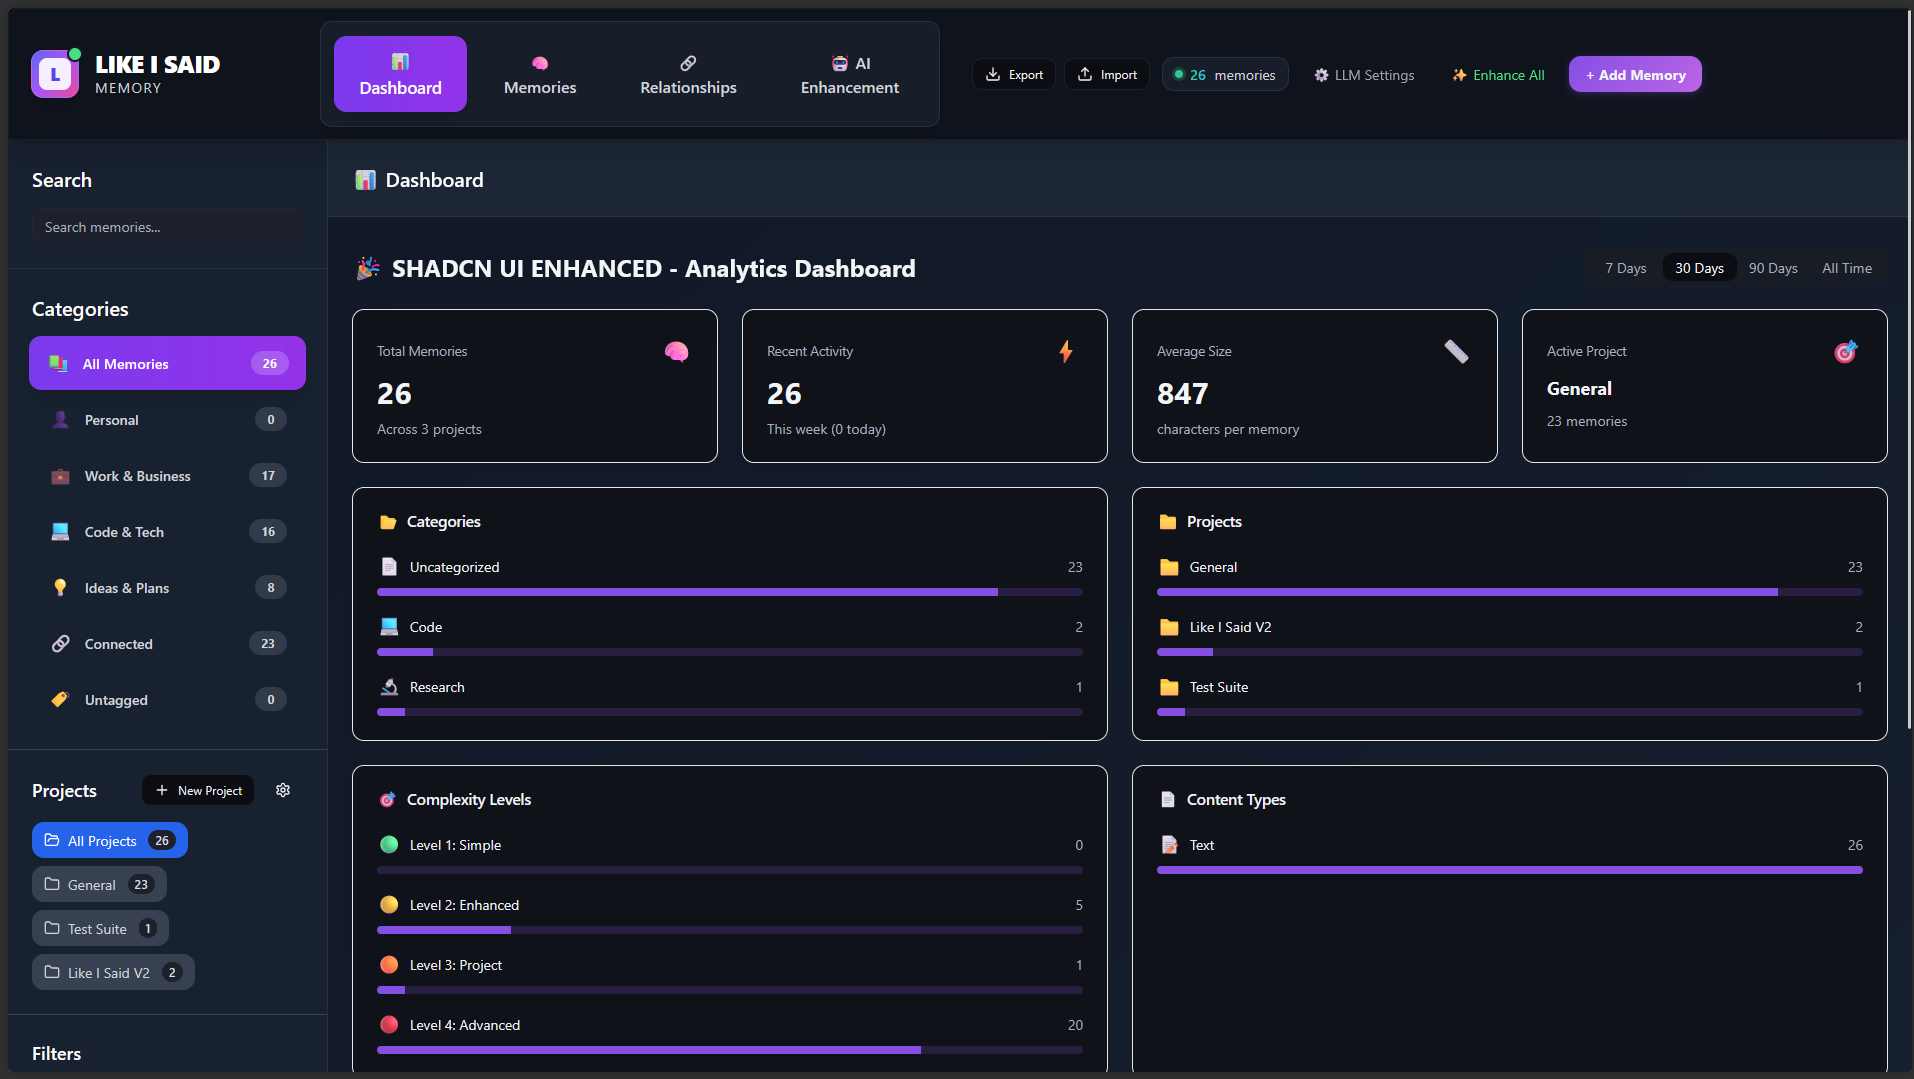 L
LIKE I SAID
MEMORY
Dashboard
Memories
Relationships
AI
Enhancement
Export
Import
26 memories
LLM Settings
Enhance All
+ Add Memory
Search
Search memories...
Categories
All Memories 26
Personal 0
Work & Business 17
Code & Tech 16
Ideas & Plans 8
Connected 23
Untagged 0
Projects
+ New Project
All Projects 26
General 23
Test Suite 1
Like I Said V2 2
Filters
Dashboard
SHADCN UI ENHANCED - Analytics Dashboard
7 Days
30 Days
90 Days
All Time
Total Memories
26
Across 3 projects
Recent Activity
26
This week (0 today)
Average Size
847
characters per memory
Active Project
General
23 memories
Categories
Uncategorized 23
Code 2
Research 1
Projects
General 23
Like I Said V2 2
Test Suite 1
Complexity Levels
Level 1: Simple 0
Level 2: Enhanced 5
Level 3: Project 1
Level 4: Advanced 20
Content Types
Text 26